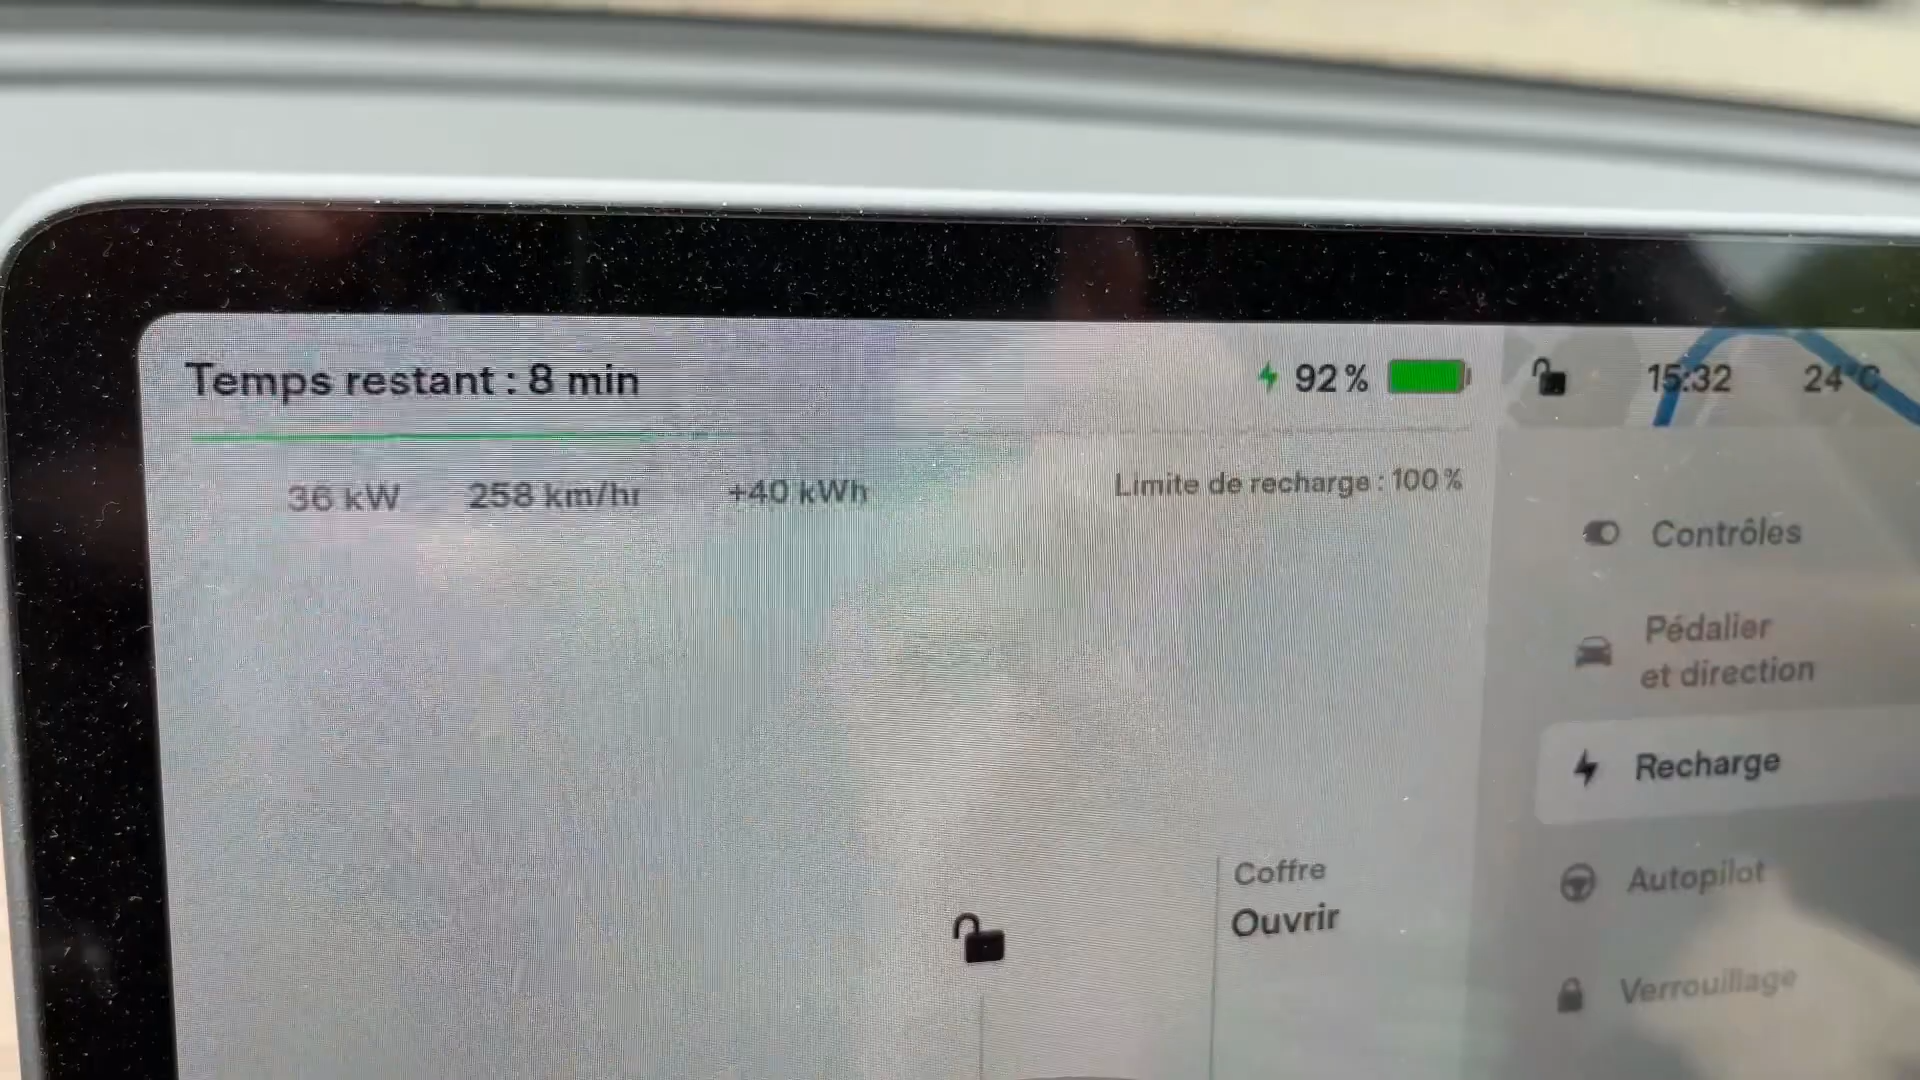 Temps restant : 8 min
92 %
15:32
24°C
36 kW
258 km/hr
+40 kWh
Limite de recharge : 100 %
Contrôles
Pédalier
et direction
Recharge
Autopilot
Verrouillage
Coffre
Ouvrir